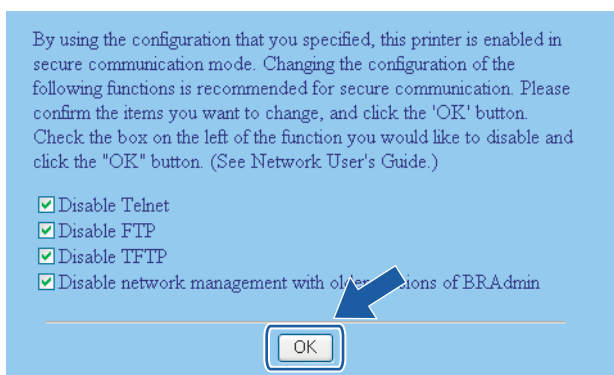 By using the configuration that you specified, this printer is enabled in
secure communication mode. Changing the configuration of the
following functions is recommended for secure communication. Please
confirm the items you want to change, and click the 'OK' button.
Check the box on the left of the function you would like to disable and
click the "OK" button. (See Network User's Guide.)
Disable Telnet
Disable FTP
Disable TFTP
Disable network management with older versions of BRAdmin
OK